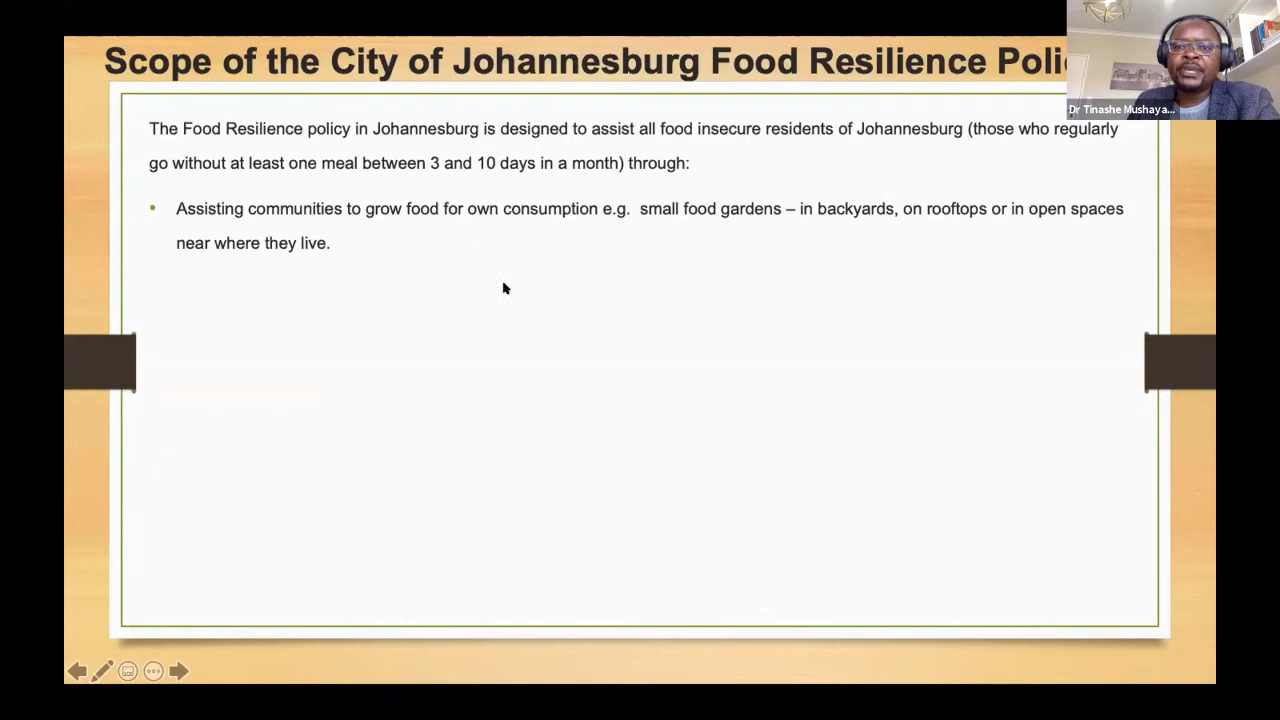 Scope of the City of Johannesburg Food Resilience Poli
Dr Tinashe Mushaya...
The Food Resilience policy in Johannesburg is designed to assist all food insecure residents of Johannesburg (those who regularly
go without at least one meal between 3 and 10 days in a month) through:
• Assisting communities to grow food for own consumption e.g. small food gardens – in backyards, on rooftops or in open spaces
near where they live.